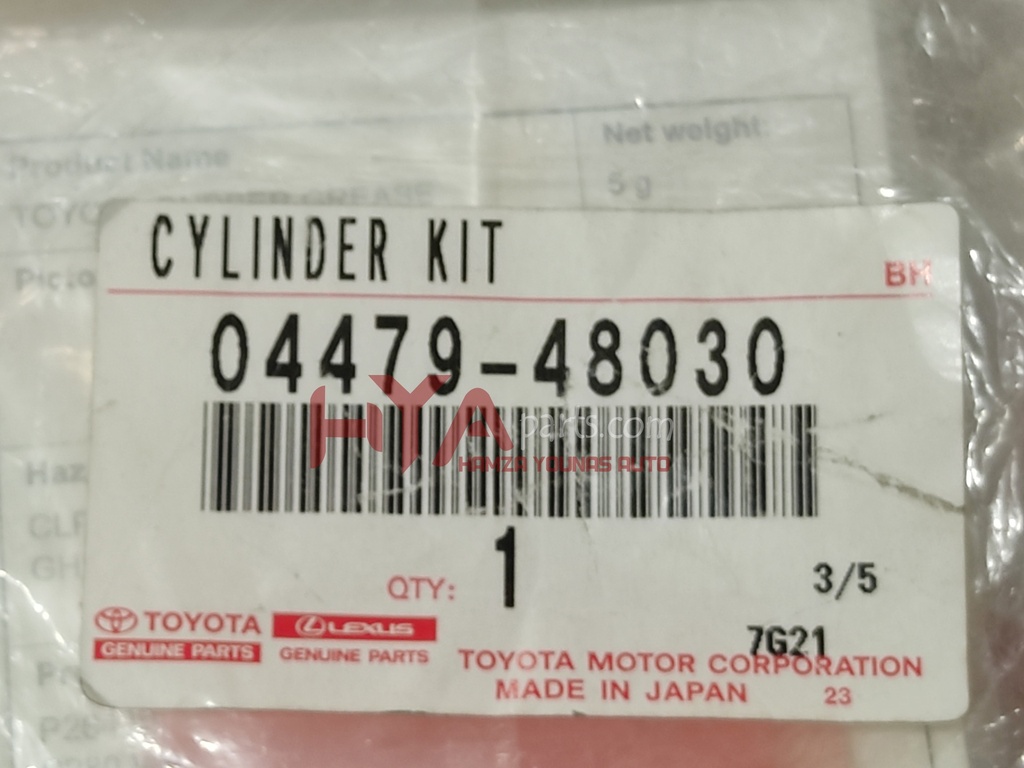 Product Name
Net weight:
5 g
CYLINDER KIT
BH
04479-48030
HYA parts.com
HAMZA YOUNAS AUTO
QTY: 1
3/5
7G21
TOYOTA
GENUINE PARTS
LEXUS
GENUINE PARTS
TOYOTA MOTOR CORPORATION
MADE IN JAPAN
23